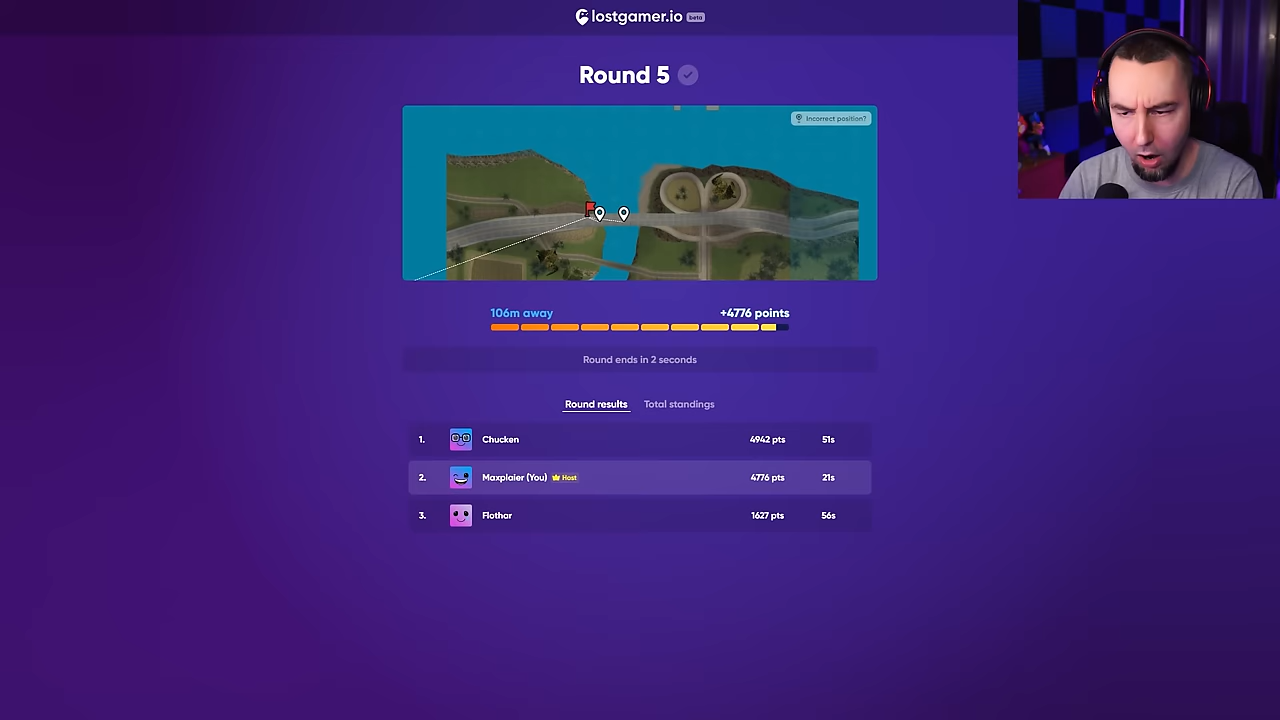 lostgamer.io beta
Round 5
Incorrect position?
106m away
+4776 points
Round ends in 2 seconds
Round results
Total standings
1. Chucken 4942 pts 51s
2. Maxplaier (You) Host 4776 pts 21s
3. Flothar 1627 pts 56s